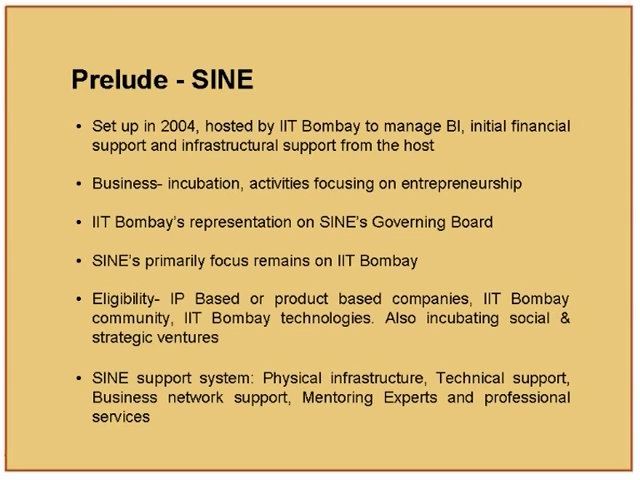 Prelude - SINE
• Set up in 2004, hosted by IIT Bombay to manage BI, initial financial
support and infrastructural support from the host
• Business- incubation, activities focusing on entrepreneurship
• IIT Bombay's representation on SINE's Governing Board
• SINE's primarily focus remains on IIT Bombay
• Eligibility- IP Based or product based companies, IIT Bombay
community, IIT Bombay technologies. Also incubating social &
strategic ventures
• SINE support system: Physical infrastructure, Technical support,
Business network support, Mentoring Experts and professional
services